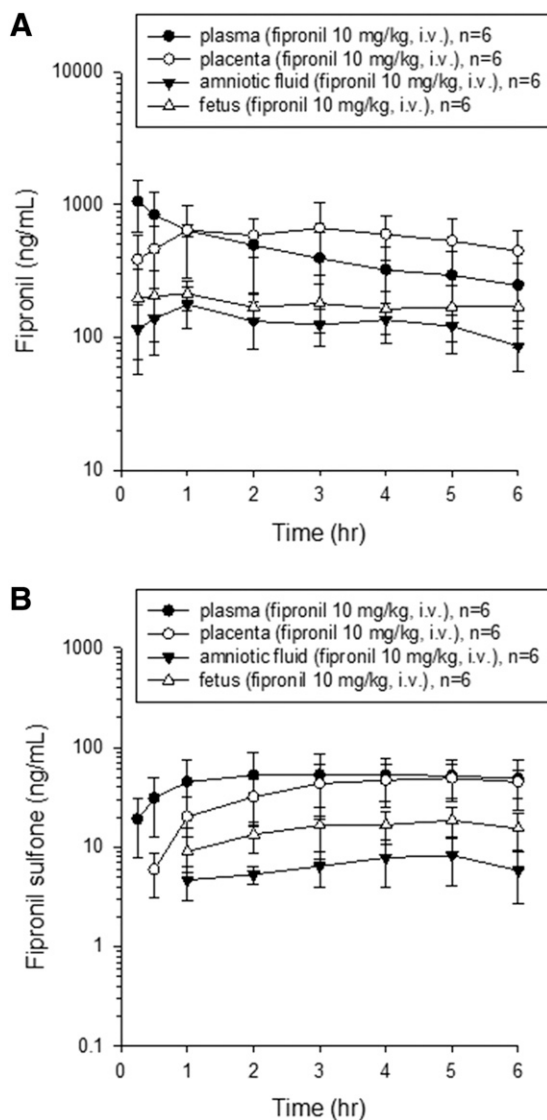 A
plasma (fipronil 10 mg/kg, i.v.), n=6
placenta (fipronil 10 mg/kg, i.v.), n=6
amniotic fluid (fipronil 10 mg/kg, i.v.), n=6
fetus (fipronil 10 mg/kg, i.v.), n=6
10000
1000
100
10
Fipronil (ng/mL)
0 1 2 3 4 5 6
Time (hr)
B
plasma (fipronil 10 mg/kg, i.v.), n=6
placenta (fipronil 10 mg/kg, i.v.), n=6
amniotic fluid (fipronil 10 mg/kg, i.v.), n=6
fetus (fipronil 10 mg/kg, i.v.), n=6
1000
100
10
1
0.1
Fipronil sulfone (ng/mL)
0 1 2 3 4 5 6
Time (hr)